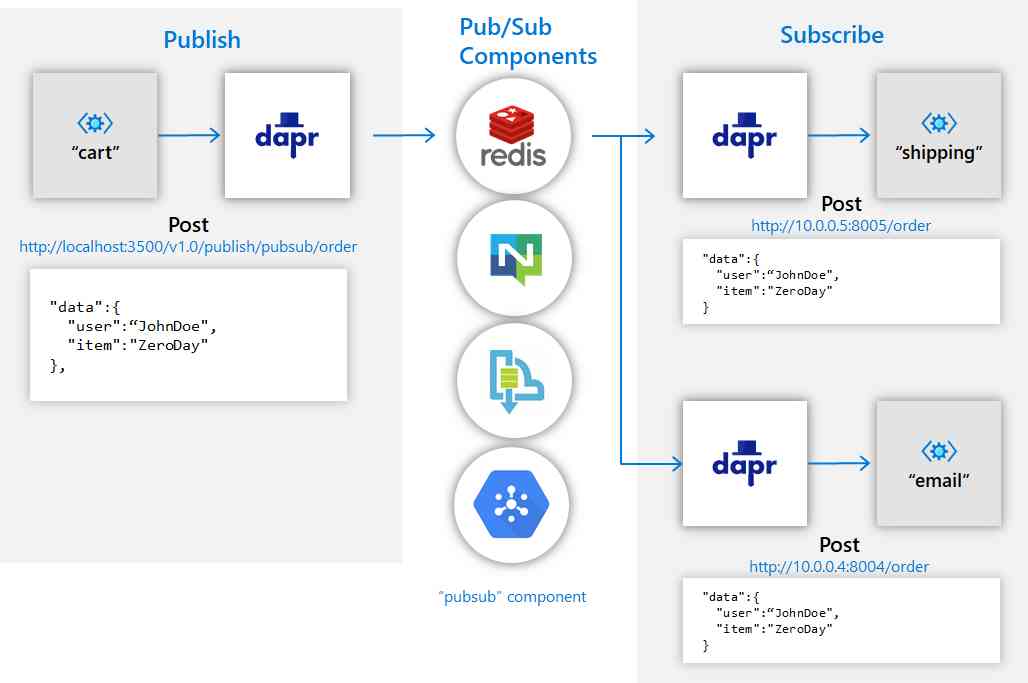 Publish
“cart”
dapr
Post
http://localhost:3500/v1.0/publish/pubsub/order
"data":{
"user":“JohnDoe",
"item":"ZeroDay"
},
Pub/Sub
Components
redis
N
“pubsub” component
Subscribe
dapr
“shipping”
Post
http://10.0.0.5:8005/order
"data":{
"user":“JohnDoe",
"item":"ZeroDay"
}
dapr
“email”
Post
http://10.0.0.4:8004/order
"data":{
"user":“JohnDoe",
"item":"ZeroDay"
}